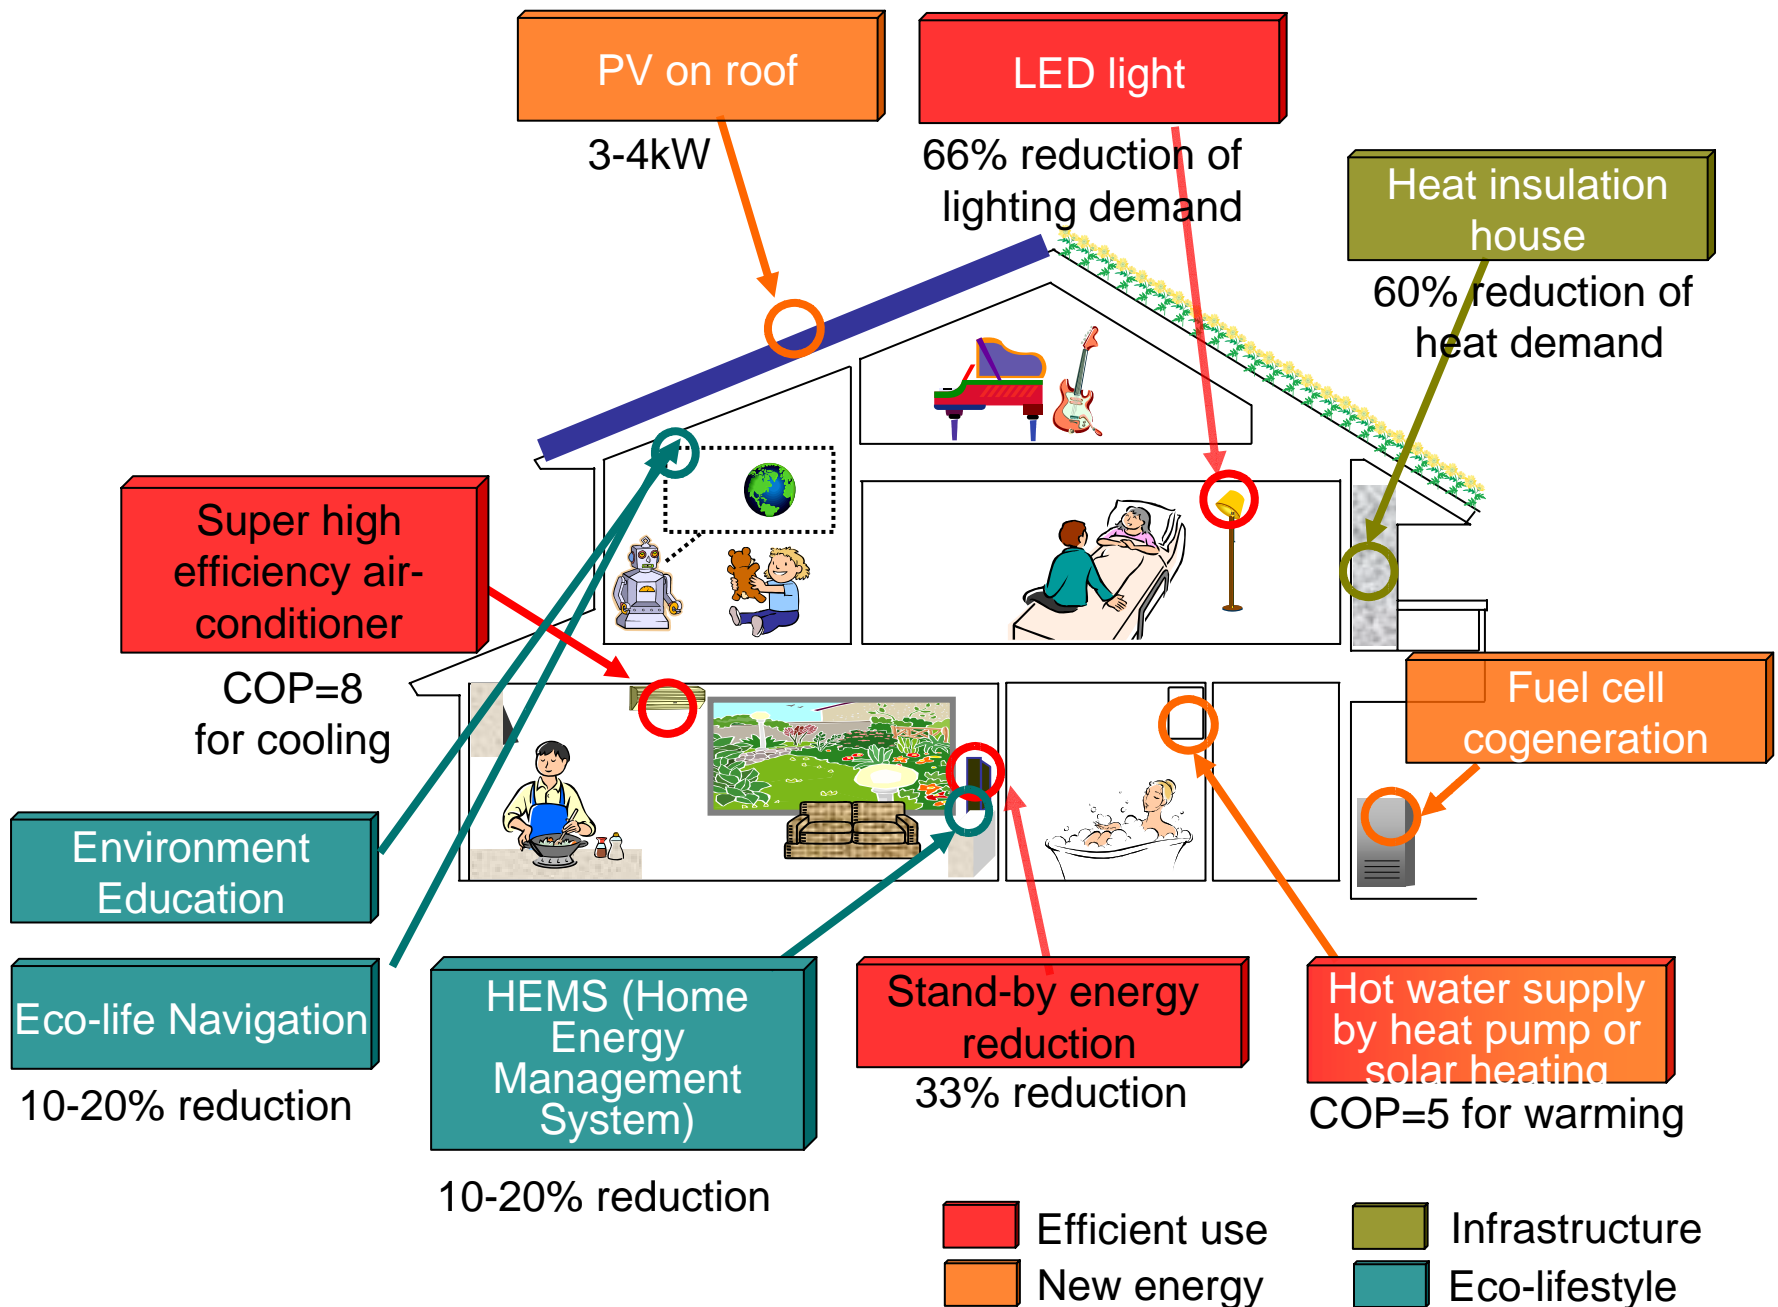 PV on roof
3-4kW
LED light
66% reduction of
lighting demand
Heat insulation
house
60% reduction of
heat demand
Super high
efficiency air-
conditioner
COP=8
for cooling
Fuel cell
cogeneration
Environment
Education
Eco-life Navigation
10-20% reduction
HEMS (Home
Energy
Management
System)
10-20% reduction
Stand-by energy
reduction
33% reduction
Hot water supply
by heat pump or
solar heating
COP=5 for warming
Efficient use
New energy
Infrastructure
Eco-lifestyle